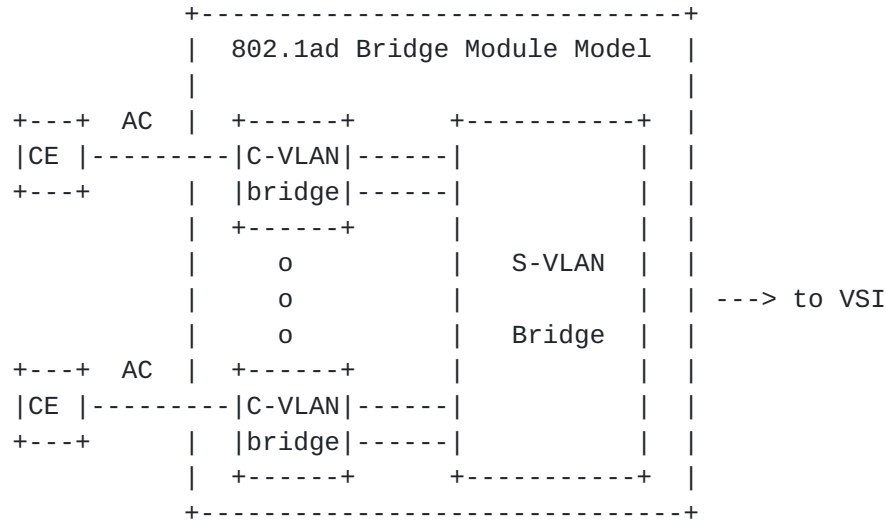 802.1ad Bridge Module Model
AC
CE C-VLAN
bridge
o S-VLAN
o ---> to VSI
o Bridge
AC
CE C-VLAN
bridge